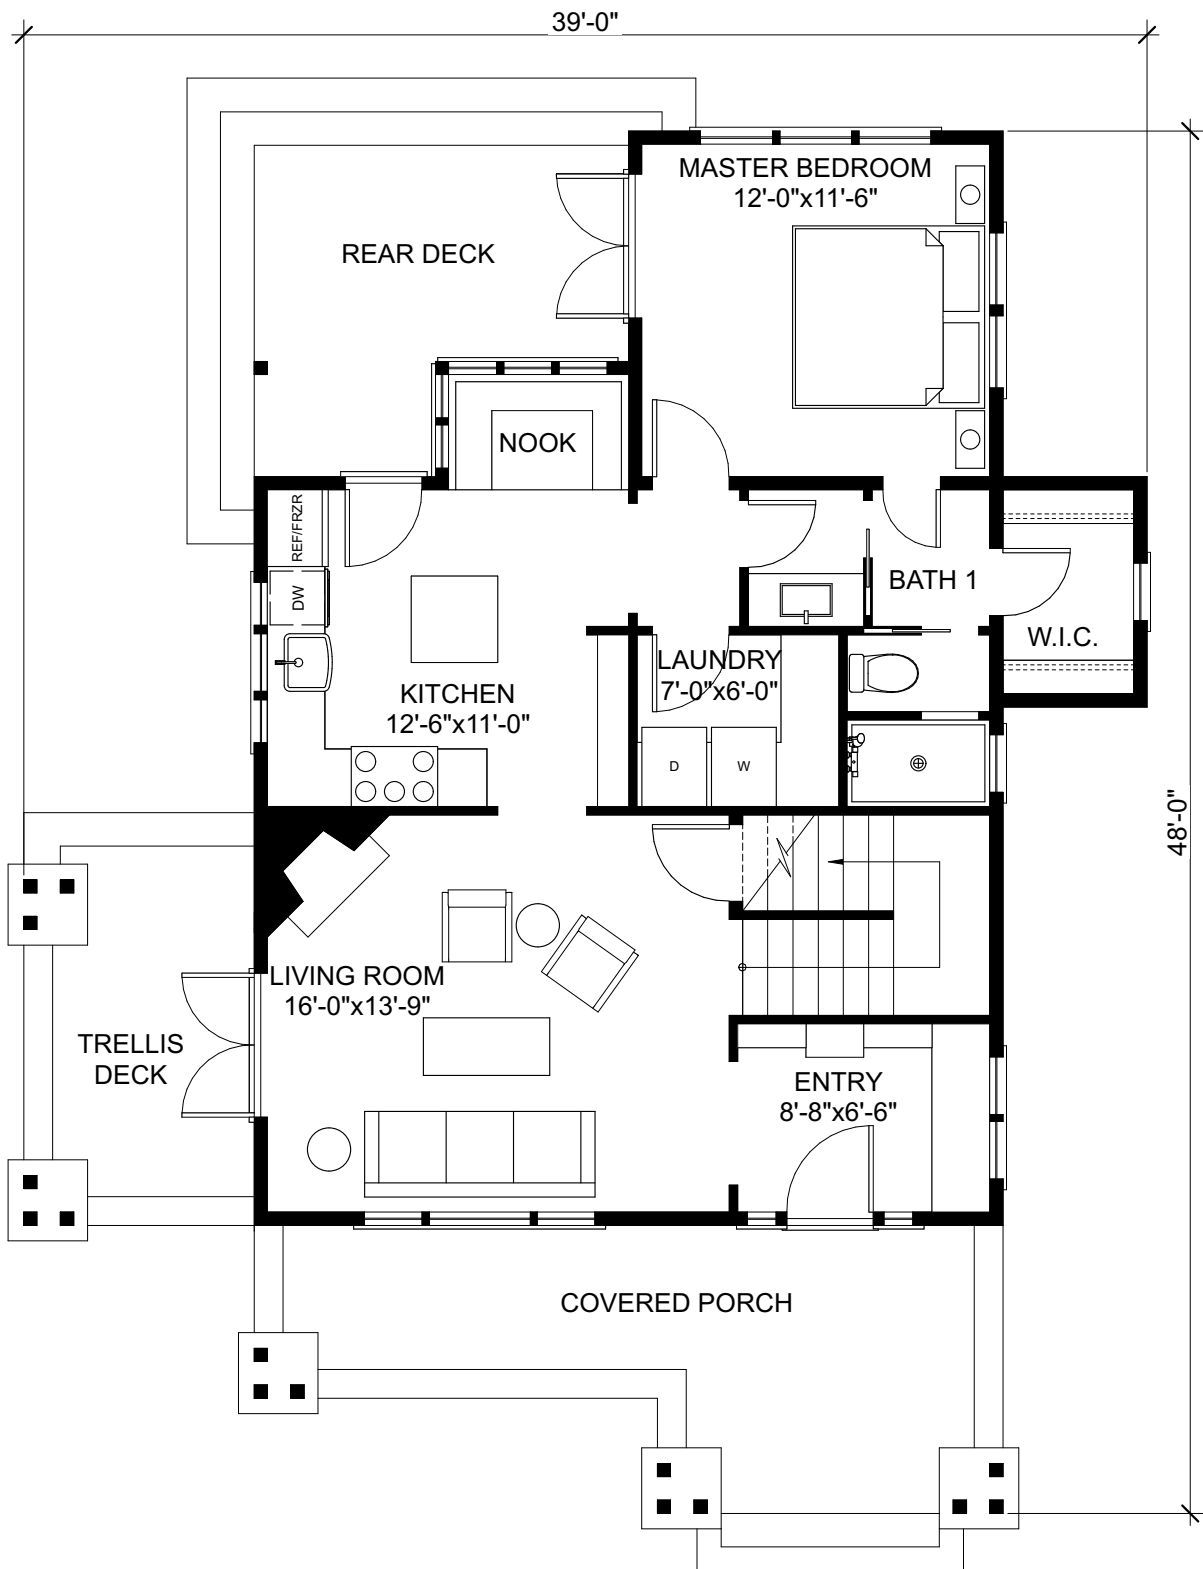 39'-0"
MASTER BEDROOM
12'-0"x11'-6"
REAR DECK
NOOK
REF/FRZR
DW
BATH 1
W.I.C.
LAUNDRY
7'-0"x6'-0"
KITCHEN
12'-6"x11'-0"
D
W
48'-0"
LIVING ROOM
16'-0"x13'-9"
TRELLIS
DECK
ENTRY
8'-8"x6'-6"
COVERED PORCH